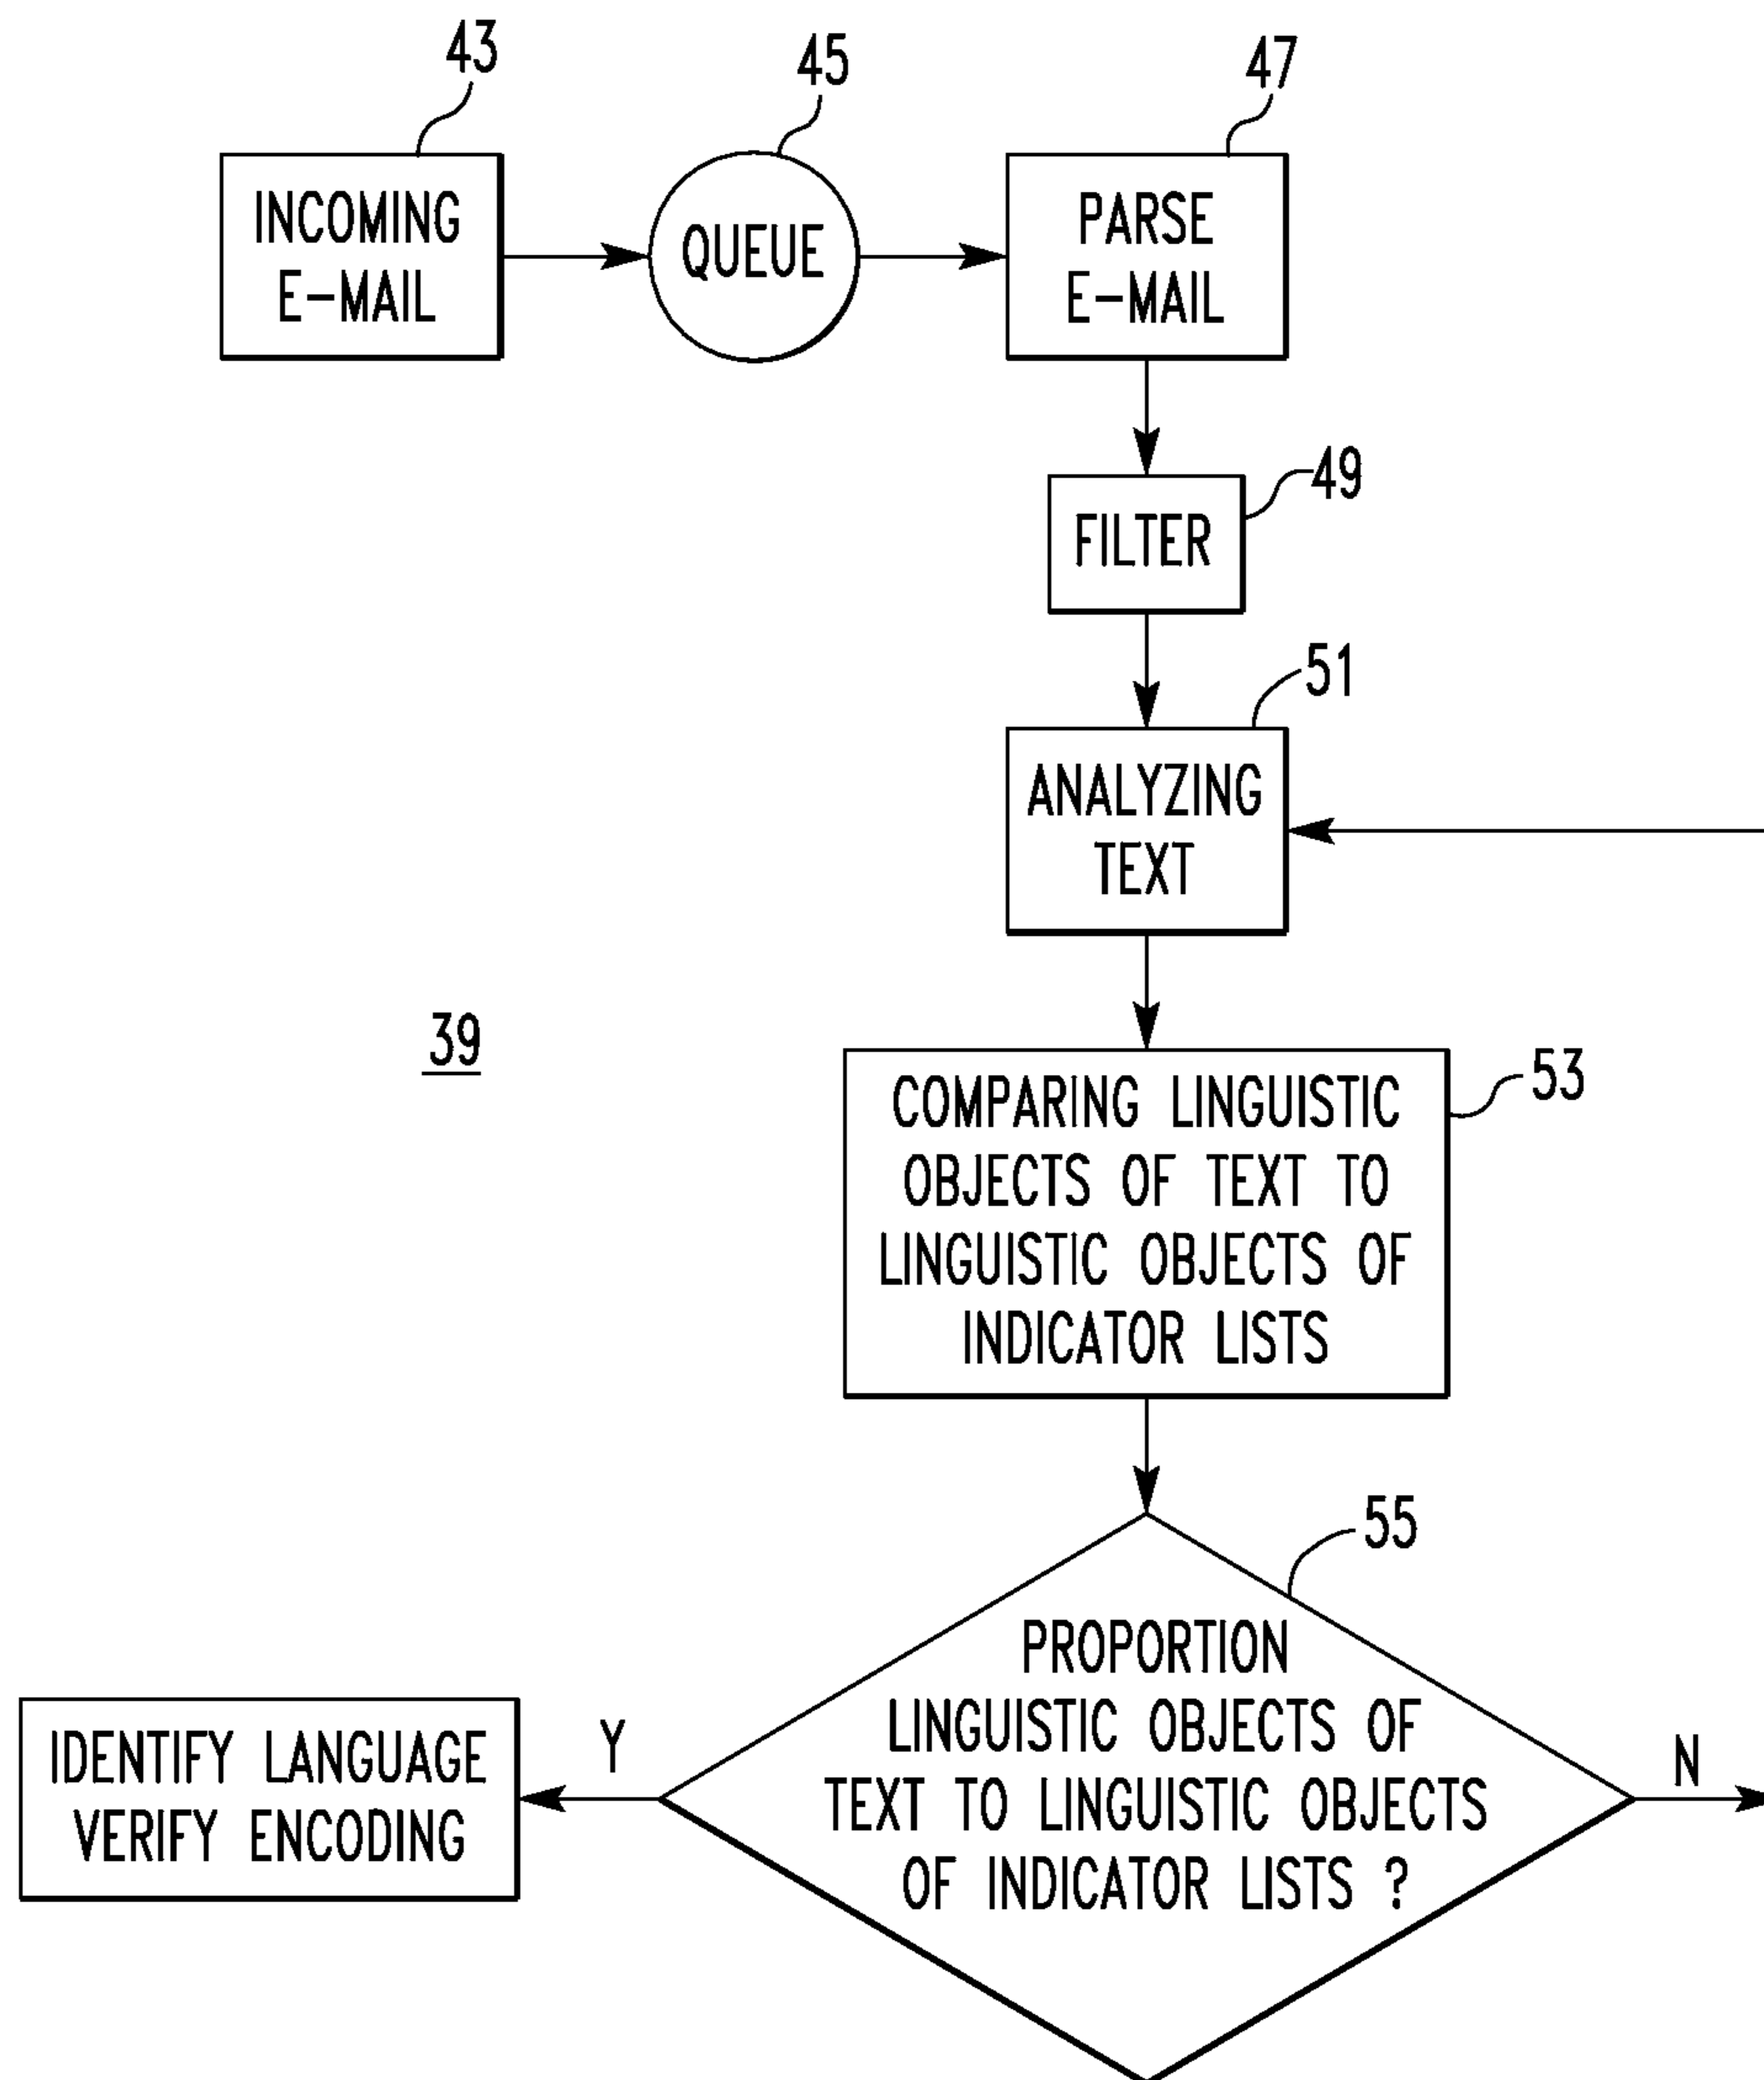 43
45
47
INCOMING
E-MAIL
QUEUE
PARSE
E-MAIL
49
FILTER
51
ANALYZING
TEXT
39
53
COMPARING LINGUISTIC
OBJECTS OF TEXT TO
LINGUISTIC OBJECTS OF
INDICATOR LISTS
55
PROPORTION
LINGUISTIC OBJECTS OF
TEXT TO LINGUISTIC OBJECTS
OF INDICATOR LISTS ?
Y
N
IDENTIFY LANGUAGE
VERIFY ENCODING